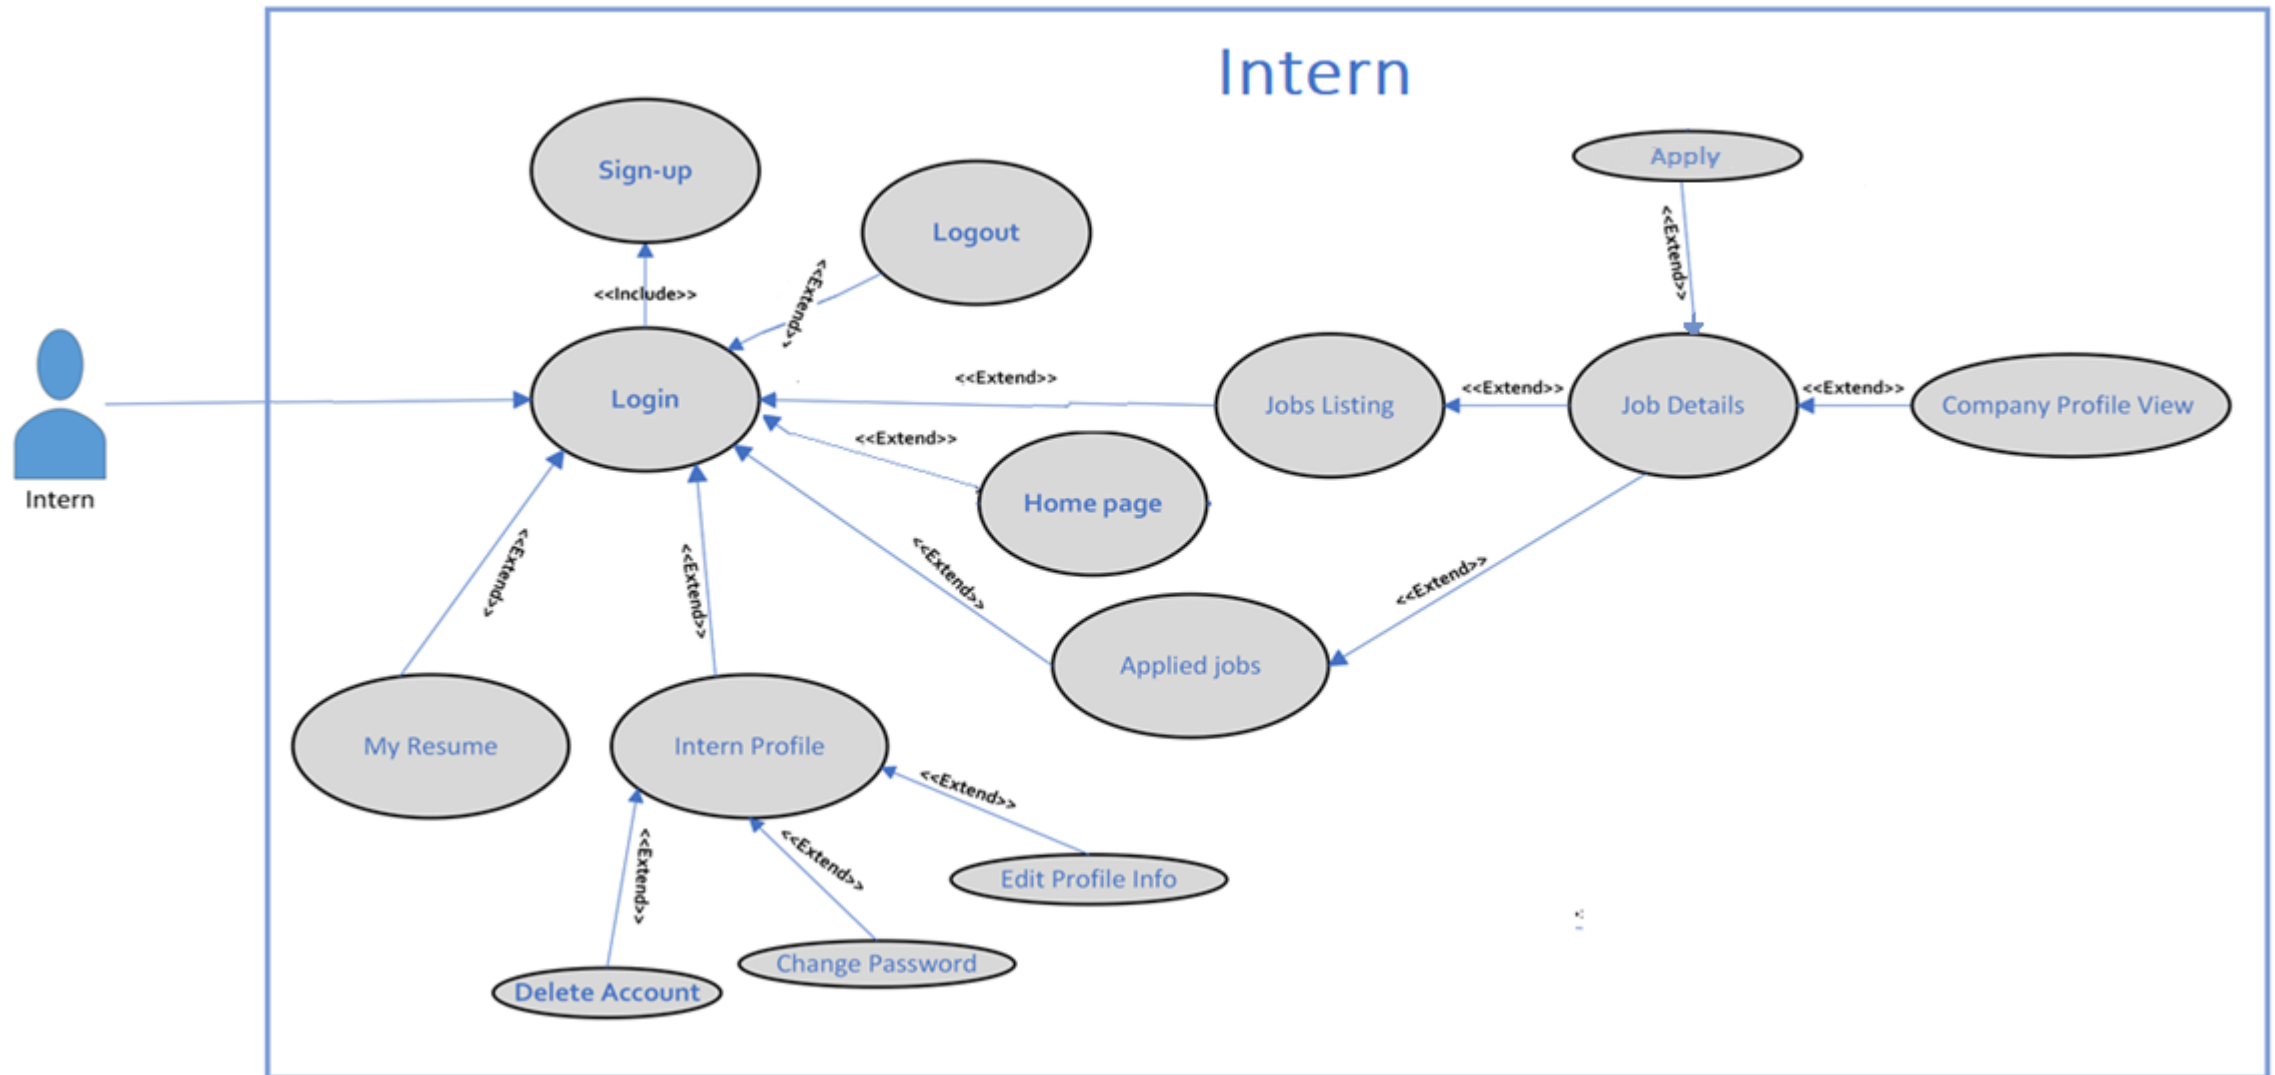 Intern
Sign-up
Logout
Apply
<<Include>>
<<Extend>>
<<Extend>>
Login
<<Extend>>
Jobs Listing
<<Extend>>
Job Details
<<Extend>>
Company Profile View
<<Extend>>
Home page
Intern
<<Extend>>
<<Extend>>
<<Extend>>
<<Extend>>
Applied jobs
My Resume
Intern Profile
<<Extend>>
<<Extend>>
<<Extend>>
Edit Profile Info
Change Password
Delete Account